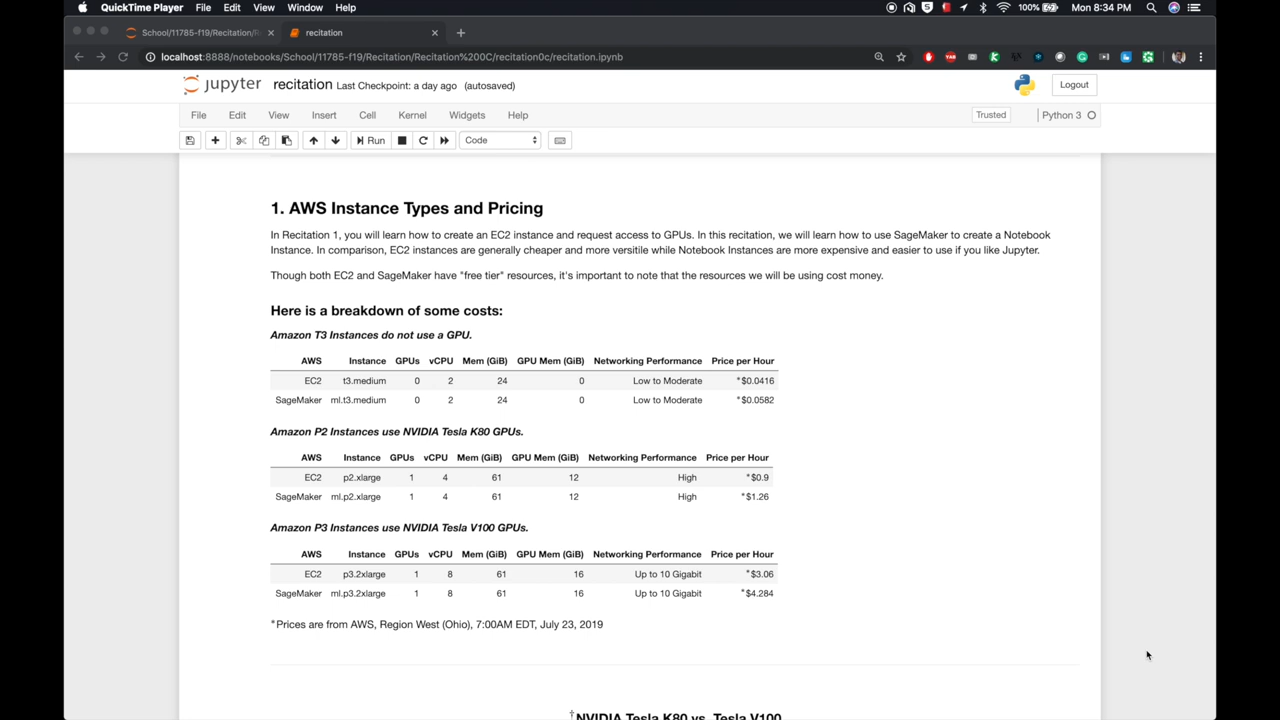 QuickTime Player File Edit View Window Help 100% Mon 8:34 PM
School/11785-f19/Recitation/R recitation
localhost:8888/notebooks/School/11785-f19/Recitation/Recitation%200C/recitation0c/recitation.ipynb
jupyter recitation Last Checkpoint: a day ago (autosaved) Logout
File Edit View Insert Cell Kernel Widgets Help Trusted Python 3
Run Code
1. AWS Instance Types and Pricing
In Recitation 1, you will learn how to create an EC2 instance and request access to GPUs. In this recitation, we will learn how to use SageMaker to create a Notebook
Instance. In comparison, EC2 instances are generally cheaper and more versitile while Notebook Instances are more expensive and easier to use if you like Jupyter.
Though both EC2 and SageMaker have "free tier" resources, it's important to note that the resources we will be using cost money.
Here is a breakdown of some costs:
Amazon T3 Instances do not use a GPU.
AWS Instance GPUs vCPU Mem (GiB) GPU Mem (GiB) Networking Performance Price per Hour
EC2 t3.medium 0 2 24 0 Low to Moderate *$0.0416
SageMaker ml.t3.medium 0 2 24 0 Low to Moderate *$0.0582
Amazon P2 Instances use NVIDIA Tesla K80 GPUs.
AWS Instance GPUs vCPU Mem (GiB) GPU Mem (GiB) Networking Performance Price per Hour
EC2 p2.xlarge 1 4 61 12 High *$0.9
SageMaker ml.p2.xlarge 1 4 61 12 High *$1.26
Amazon P3 Instances use NVIDIA Tesla V100 GPUs.
AWS Instance GPUs vCPU Mem (GiB) GPU Mem (GiB) Networking Performance Price per Hour
EC2 p3.2xlarge 1 8 61 16 Up to 10 Gigabit *$3.06
SageMaker ml.p3.2xlarge 1 8 61 16 Up to 10 Gigabit *$4.284
*Prices are from AWS, Region West (Ohio), 7:00AM EDT, July 23, 2019
†NVIDIA Tesla K80 vs. Tesla V100